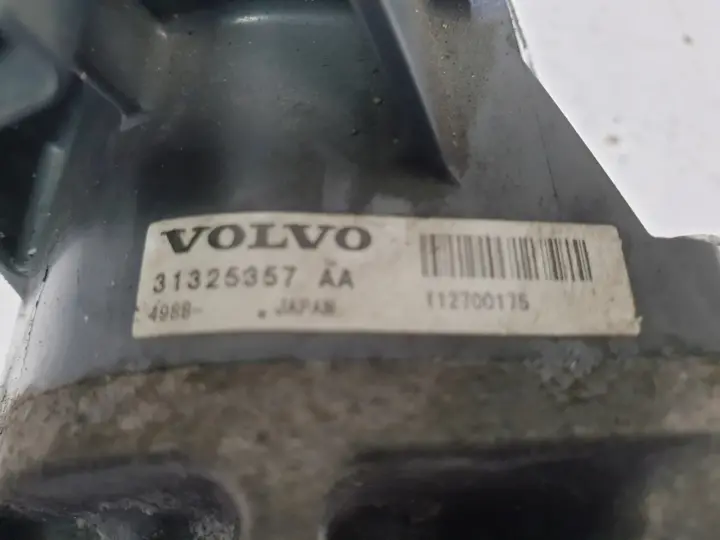 VOLVO
31325357 AA
4988- . JAPAN
112700175